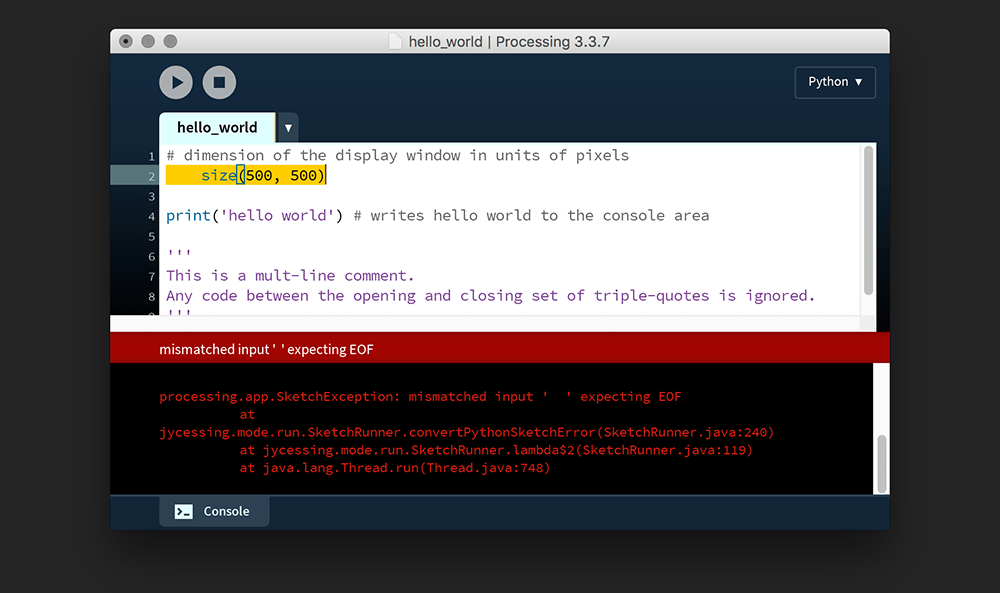 hello_world | Processing 3.3.7
Python ▼
hello_world ▼
1 # dimension of the display window in units of pixels
2     size(500, 500)
3
4 print('hello world') # writes hello world to the console area
5
6 '''
7 This is a mult-line comment.
8 Any code between the opening and closing set of triple-quotes is ignored.
9 '''
mismatched input ' ' expecting EOF
processing.app.SketchException: mismatched input '  ' expecting EOF
at
jycessing.mode.run.SketchRunner.convertPythonSketchError(SketchRunner.java:240)
at jycessing.mode.run.SketchRunner.lambda$2(SketchRunner.java:119)
at java.lang.Thread.run(Thread.java:748)
>_ Console